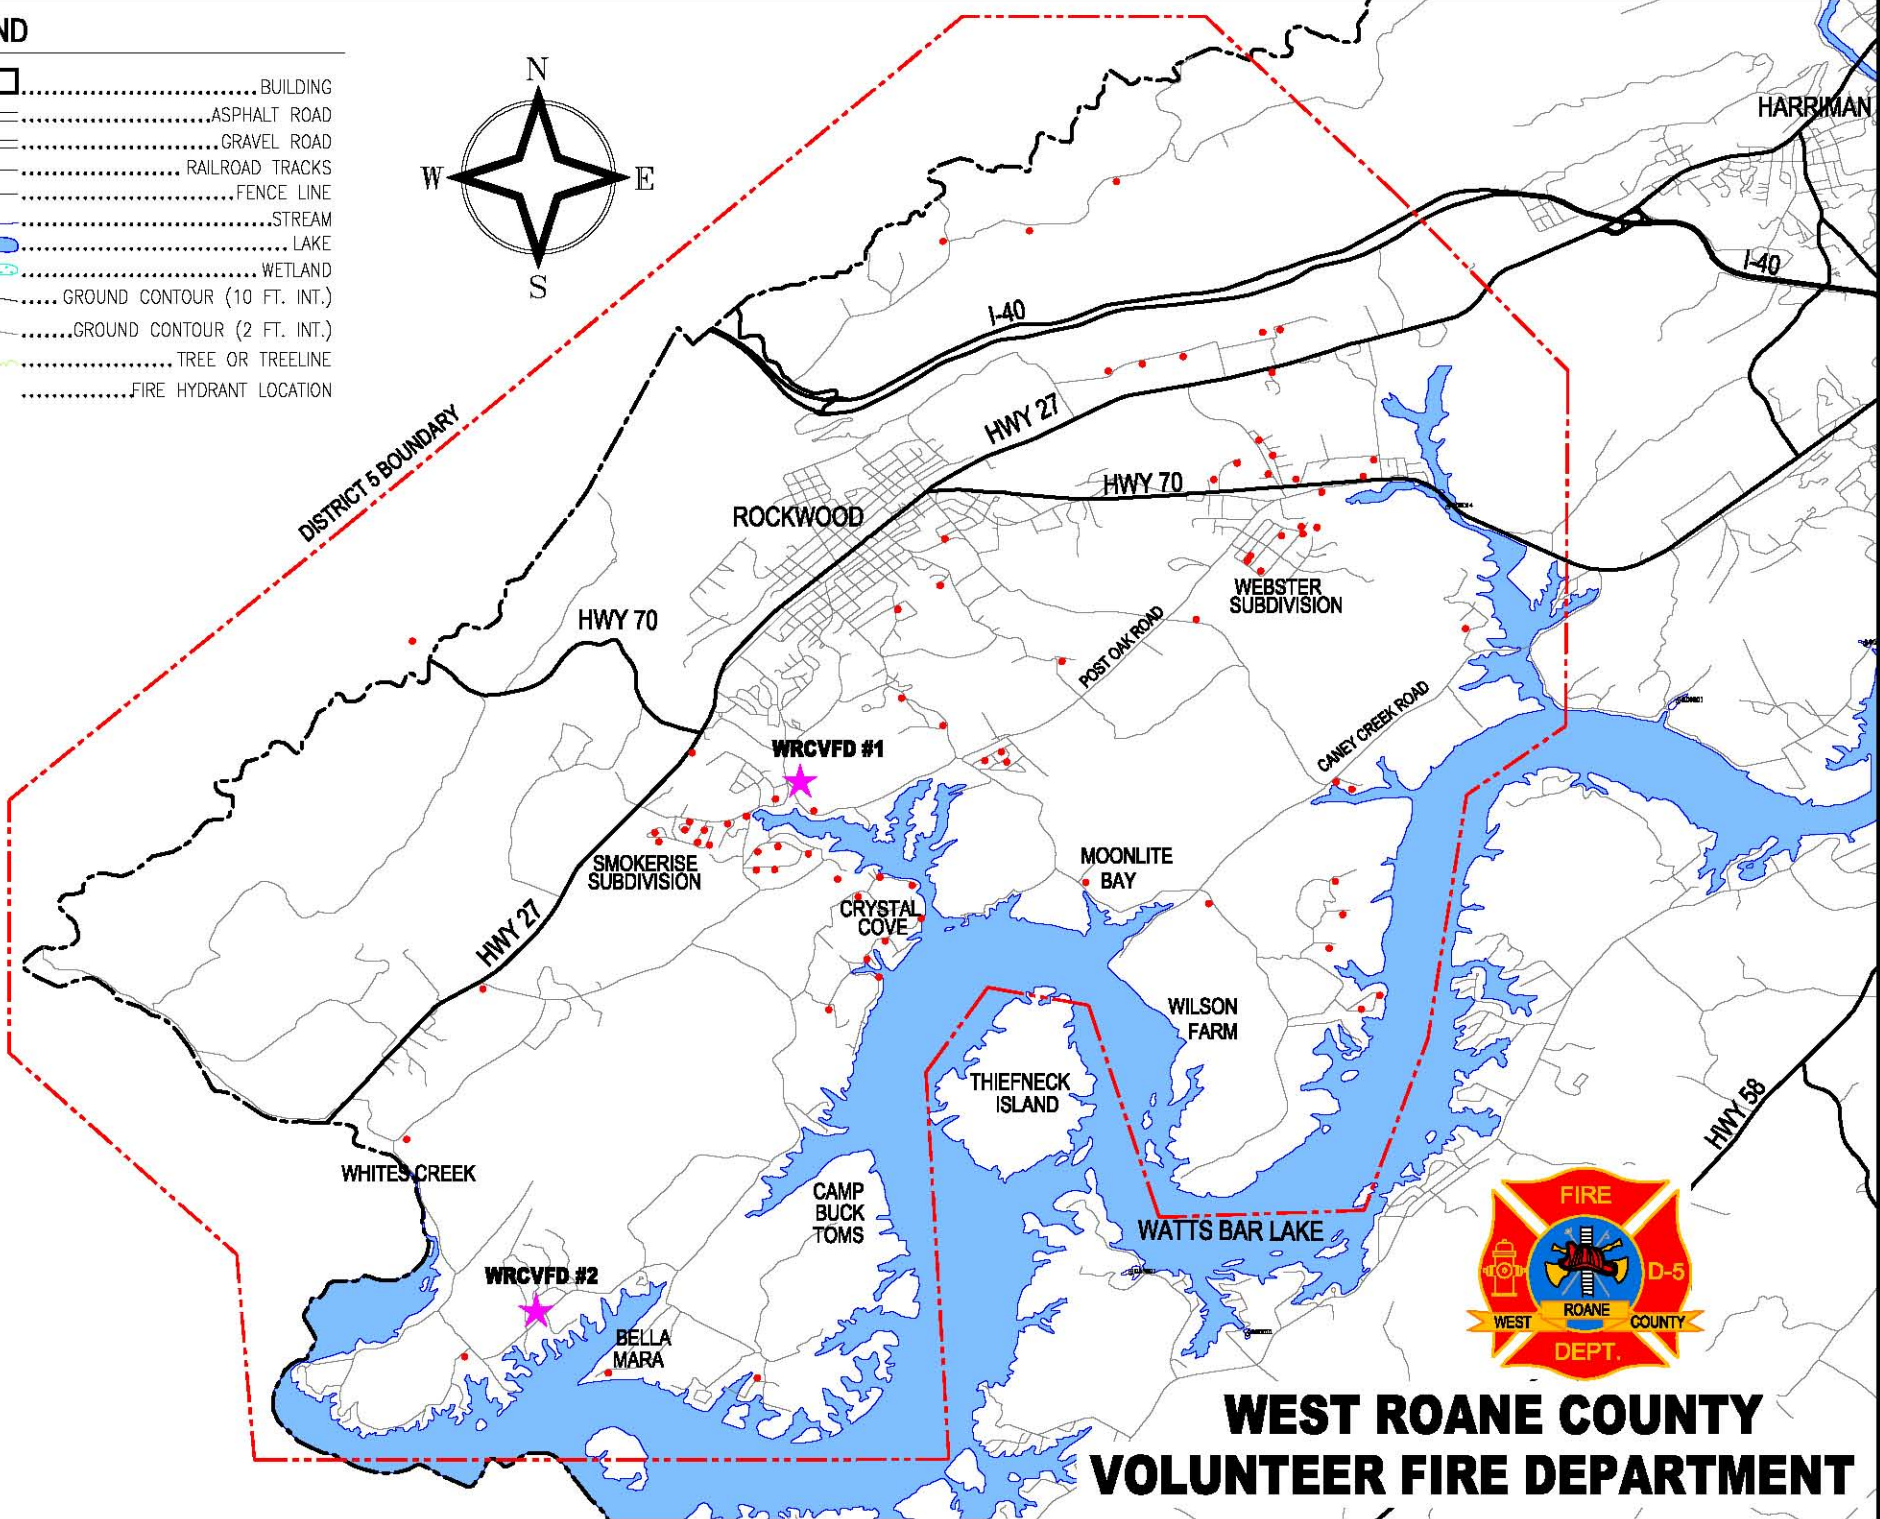 ND
BUILDING
ASPHALT ROAD
GRAVEL ROAD
RAILROAD TRACKS
FENCE LINE
STREAM
LAKE
WETLAND
GROUND CONTOUR (10 FT. INT.)
GROUND CONTOUR (2 FT. INT.)
TREE OR TREELINE
FIRE HYDRANT LOCATION
N
W
E
S
HARRIMAN
I-40
I-40
DISTRICT 5 BOUNDARY
HWY 27
HWY 70
ROCKWOOD
WEBSTER
SUBDIVISION
HWY 70
POST OAK ROAD
CANEY CREEK ROAD
WRCVFD #1
SMOKERISE
SUBDIVISION
MOONLITE
BAY
CRYSTAL
COVE
HWY 27
WILSON
FARM
THIEFNECK
ISLAND
HWY 58
WHITES CREEK
CAMP
BUCK
TOMS
WATTS BAR LAKE
WRCVFD #2
BELLA
MARA
FIRE
D-5
WEST
ROANE
COUNTY
DEPT.
WEST ROANE COUNTY
VOLUNTEER FIRE DEPARTMENT